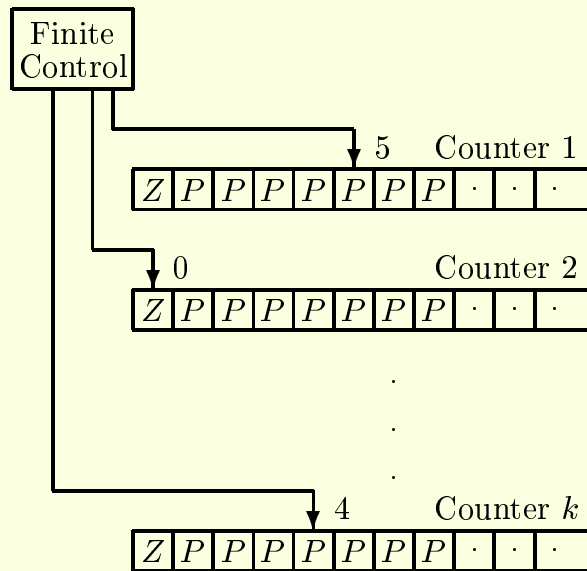 Finite
Control
5 Counter 1
Z P P P P P P P · · ·
0 Counter 2
Z P P P P P P P · · ·
.
.
.
4 Counter k
Z P P P P P P P · · ·